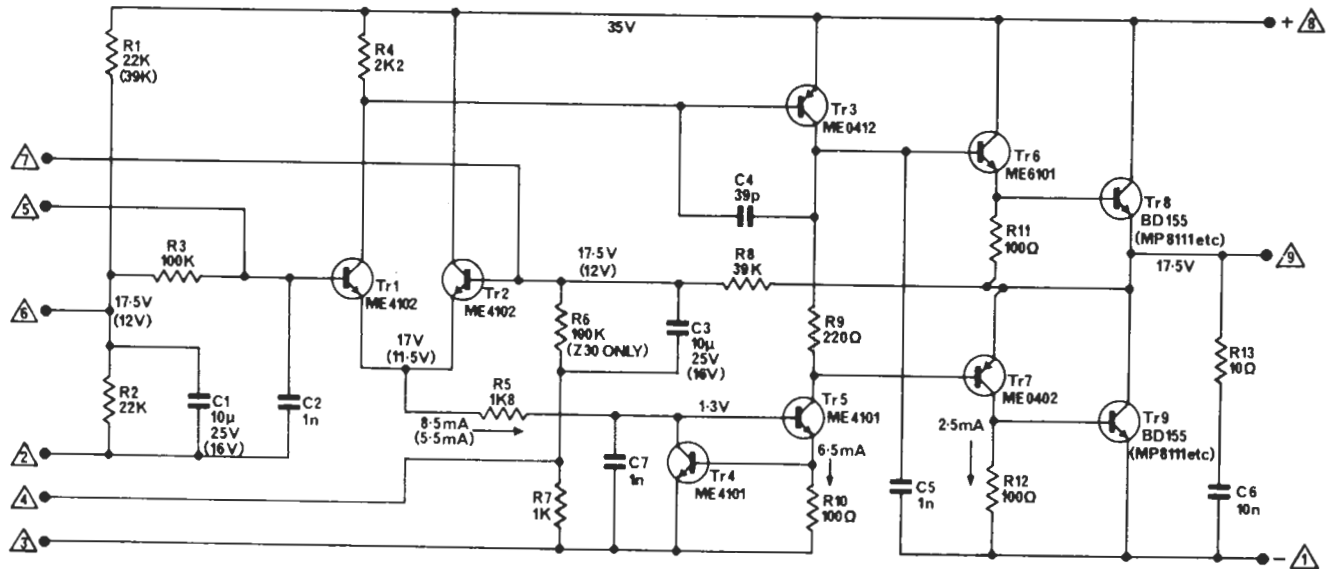 R1
22K
(39K)
R4
2K2
35V
+ 8
Tr3
ME0412
Tr6
ME6101
7
C4
39p
Tr8
BD155
(MP8111etc)
5
R3
100K
R11
100Ω
17.5V
(12V)
R8
39K
17.5V
9
Tr1
ME4102
Tr2
ME4102
17.5V
(12V)
6
R6
100K
(Z30 ONLY)
C3
10µ
25V
(16V)
R9
220Ω
R13
10Ω
17V
(11.5V)
R2
22K
C1
10µ
25V
(16V)
C2
1n
R5
1K8
Tr7
ME0402
8.5mA
(5.5mA)
1.3V
Tr5
ME4101
2.5mA
Tr9
BD155
(MP8111etc)
2
6.5mA
C7
1n
Tr4
ME4101
4
R7
1K
R10
100Ω
C5
1n
R12
100Ω
C6
10n
3
- 1